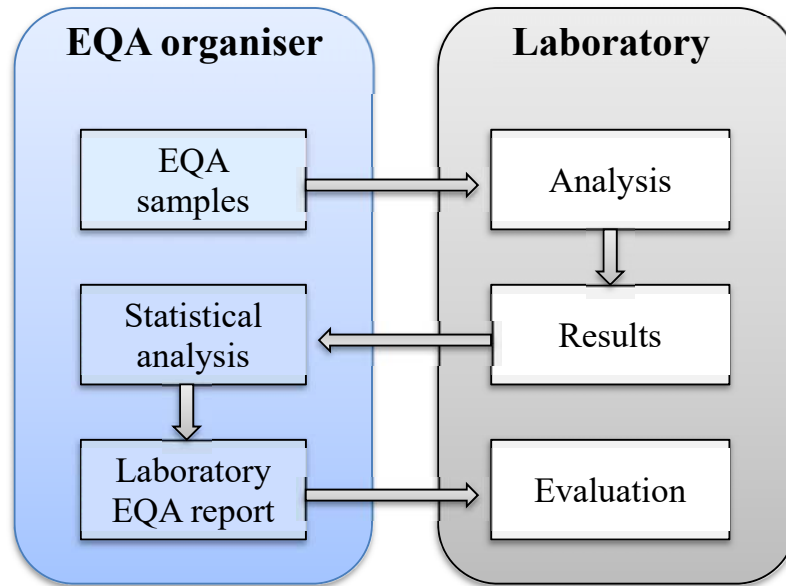 EQA organiser
Laboratory
EQA
samples
Analysis
Statistical
analysis
Results
Laboratory
EQA report
Evaluation